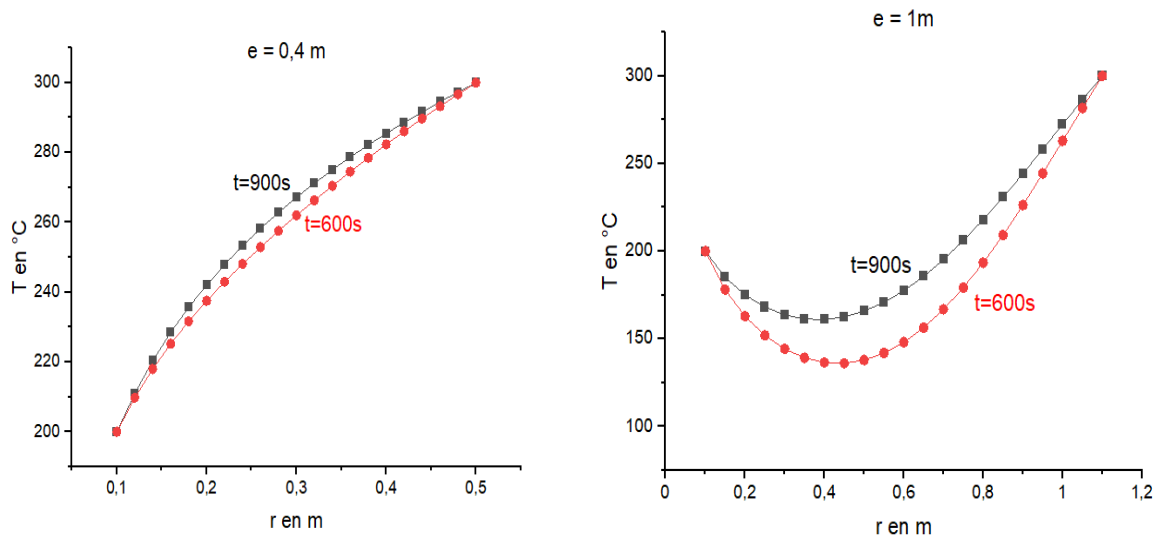 e = 0,4 m
T en °C
300
280
260
240
220
200
t=900s
t=600s
0,1 0,2 0,3 0,4 0,5
r en m
e = 1m
T en °C
300
250
200
150
100
t=900s
t=600s
0 0,2 0,4 0,6 0,8 1 1,2
r en m